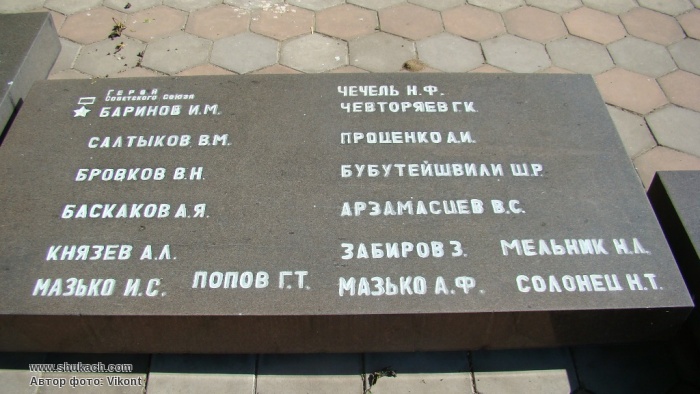 ГЕРОЙ
СОВЕТСКОГО СОЮЗА
БАРИНОВ И.М.
САЛТЫКОВ В.М.
БРОВКОВ В.Н.
БАСКАКОВ А.Я.
КНЯЗЕВ А.Л.
МАЗЬКО И.С. ПОПОВ Г.Т.
ЧЕЧЕЛЬ Н.Ф.
ЧЕВТОРЯЕВ Г.К.
ПРОЦЕНКО А.И.
БУБУТЕЙШВИЛИ Ш.Р.
АРЗАМАСЦЕВ В.С.
ЗАБИРОВ З. МЕЛЬНИК Н.Л.
МАЗЬКО А.Ф. СОЛОНЕЦ Н.Т.
www.shukach.com
Автор фото: Vikont